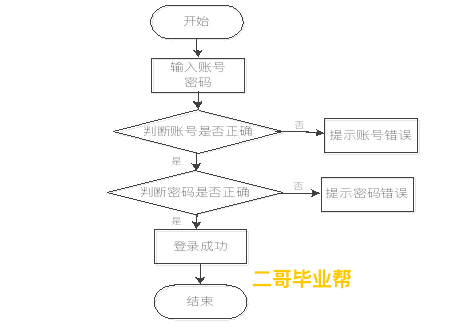 开始
输入账号
密码
判断账号是否正确
否
提示账号错误
是
判断密码是否正确
否
提示密码错误
是
登录成功
二哥毕业帮
结束